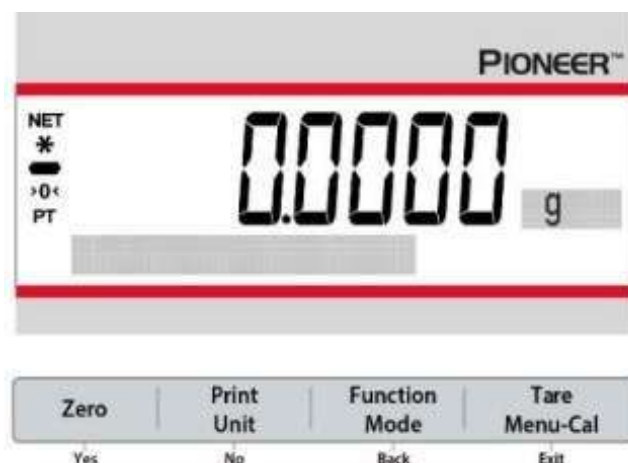 PIONEER™
NET
*
0.0000
>0<
g
PT
Zero
Print
Unit
Function
Mode
Tare
Menu-Cal
Yes
No
Back
Exit